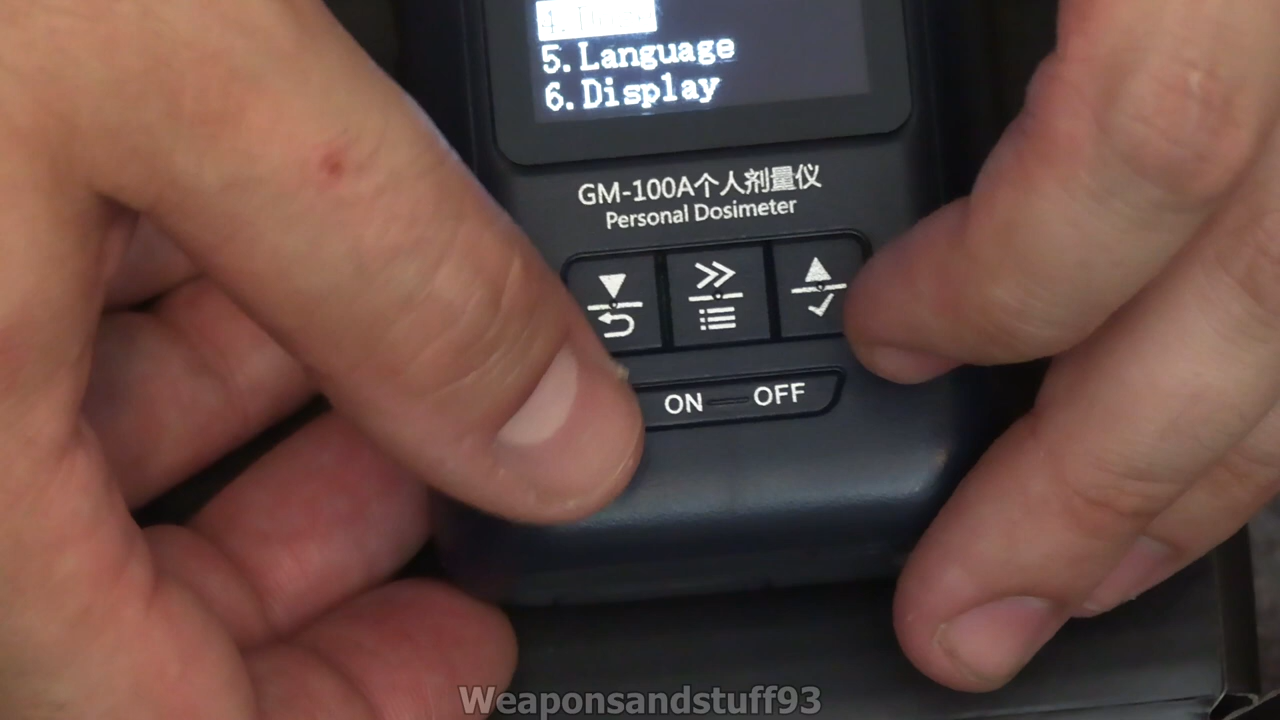 5.Language
6.Display
GM-100A个人剂量仪
Personal Dosimeter
ON OFF
Weaponsandstuff93